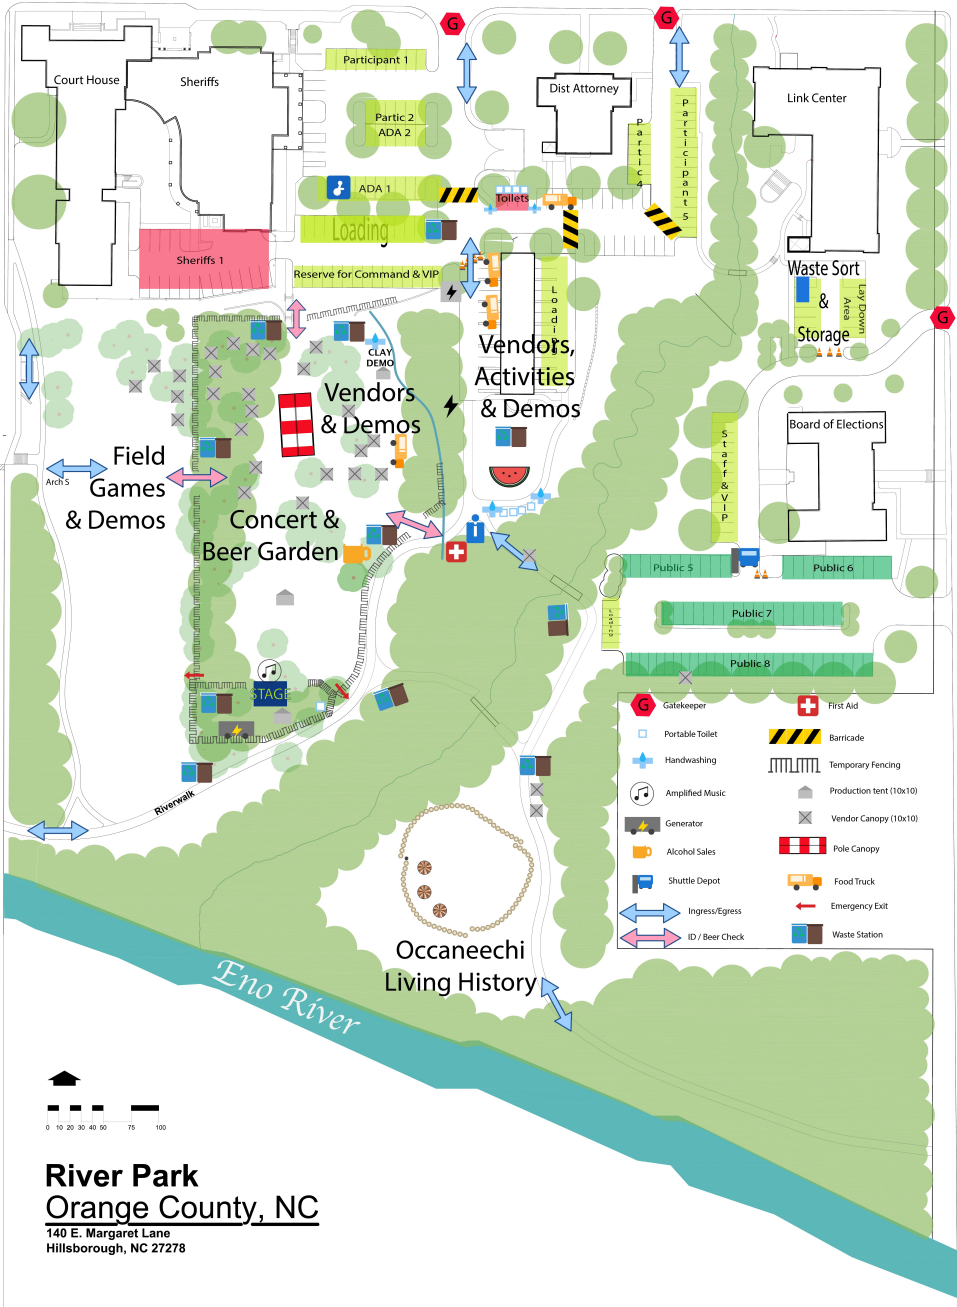 G
G
Court House
Sheriffs
Participant 1
Dist Attorney
Link Center
Partic 2
ADA 2
Partic 4
Participants 5
ADA 1
Toilets
Loading
Sheriffs 1
Reserve for Command & VIP
Loading
Waste Sort
&
Storage
Lay Down
Area
G
CLAY
DEMO
Vendors,
Activities
& Demos
Vendors
& Demos
Staff & VIP
Board of Elections
Field
Games
& Demos
Arch S
Concert &
Beer Garden
i
Public 5
Public 6
Public 7
Public 8
STAGE
Riverwalk
G
Gatekeeper
First Aid
Portable Toilet
Barricade
Handwashing
Temporary Fencing
Amplified Music
Production tent (10x10)
Generator
Vendor Canopy (10x10)
Alcohol Sales
Pole Canopy
Shuttle Depot
Food Truck
Ingress/Egress
Emergency Exit
ID / Beer Check
Waste Station
Occaneechi
Living History
Eno River
0 10 20 30 40 50 75 100
River Park
Orange County, NC
140 E. Margaret Lane
Hillsborough, NC 27278